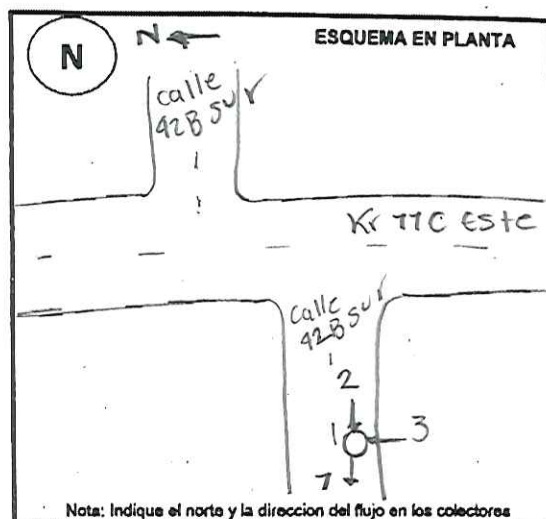 N
N ←
ESQUEMA EN PLANTA
calle
42B sur
Kr 11C Este
calle
42B sur
2
1
3
7
Nota: Indique el norte y la direccion del flujo en los colectores